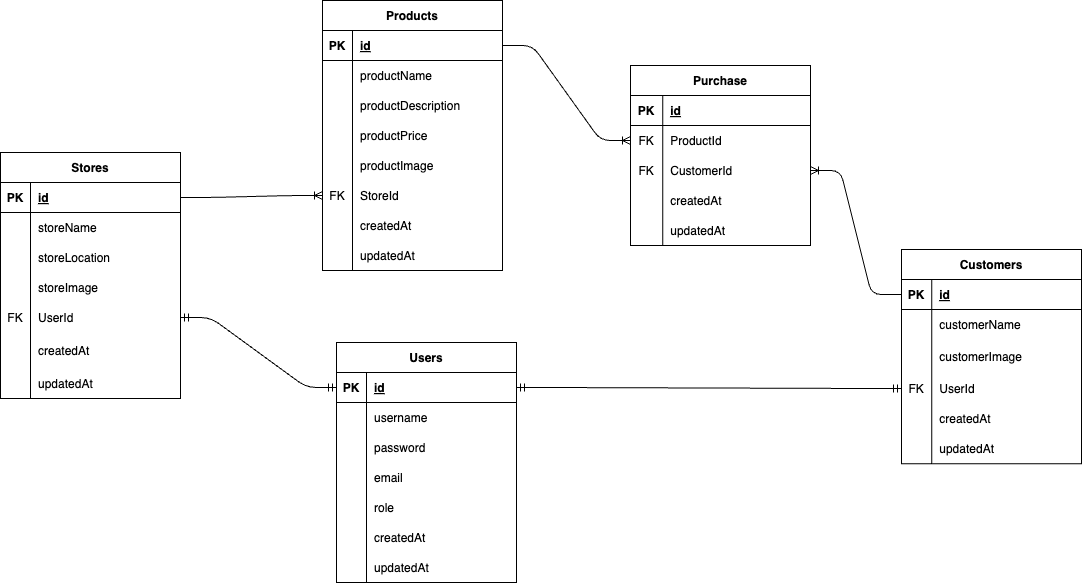 Products
PK id
productName
productDescription
productPrice
productImage
FK StoreId
createdAt
updatedAt
Purchase
PK id
FK ProductId
FK CustomerId
createdAt
updatedAt
Stores
PK id
storeName
storeLocation
storeImage
FK UserId
createdAt
updatedAt
Customers
PK id
customerName
customerImage
FK UserId
createdAt
updatedAt
Users
PK id
username
password
email
role
createdAt
updatedAt